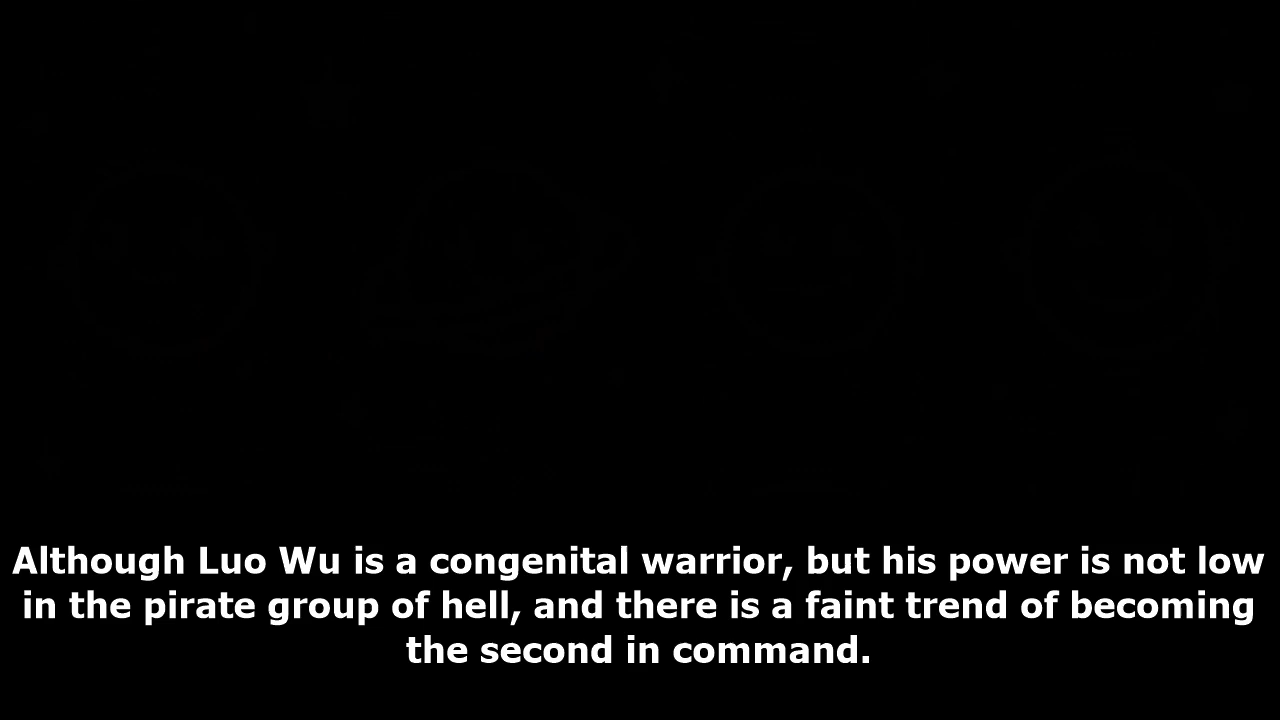 Although Luo Wu is a congenital warrior, but his power is not low
in the pirate group of hell, and there is a faint trend of becoming
the second in command.